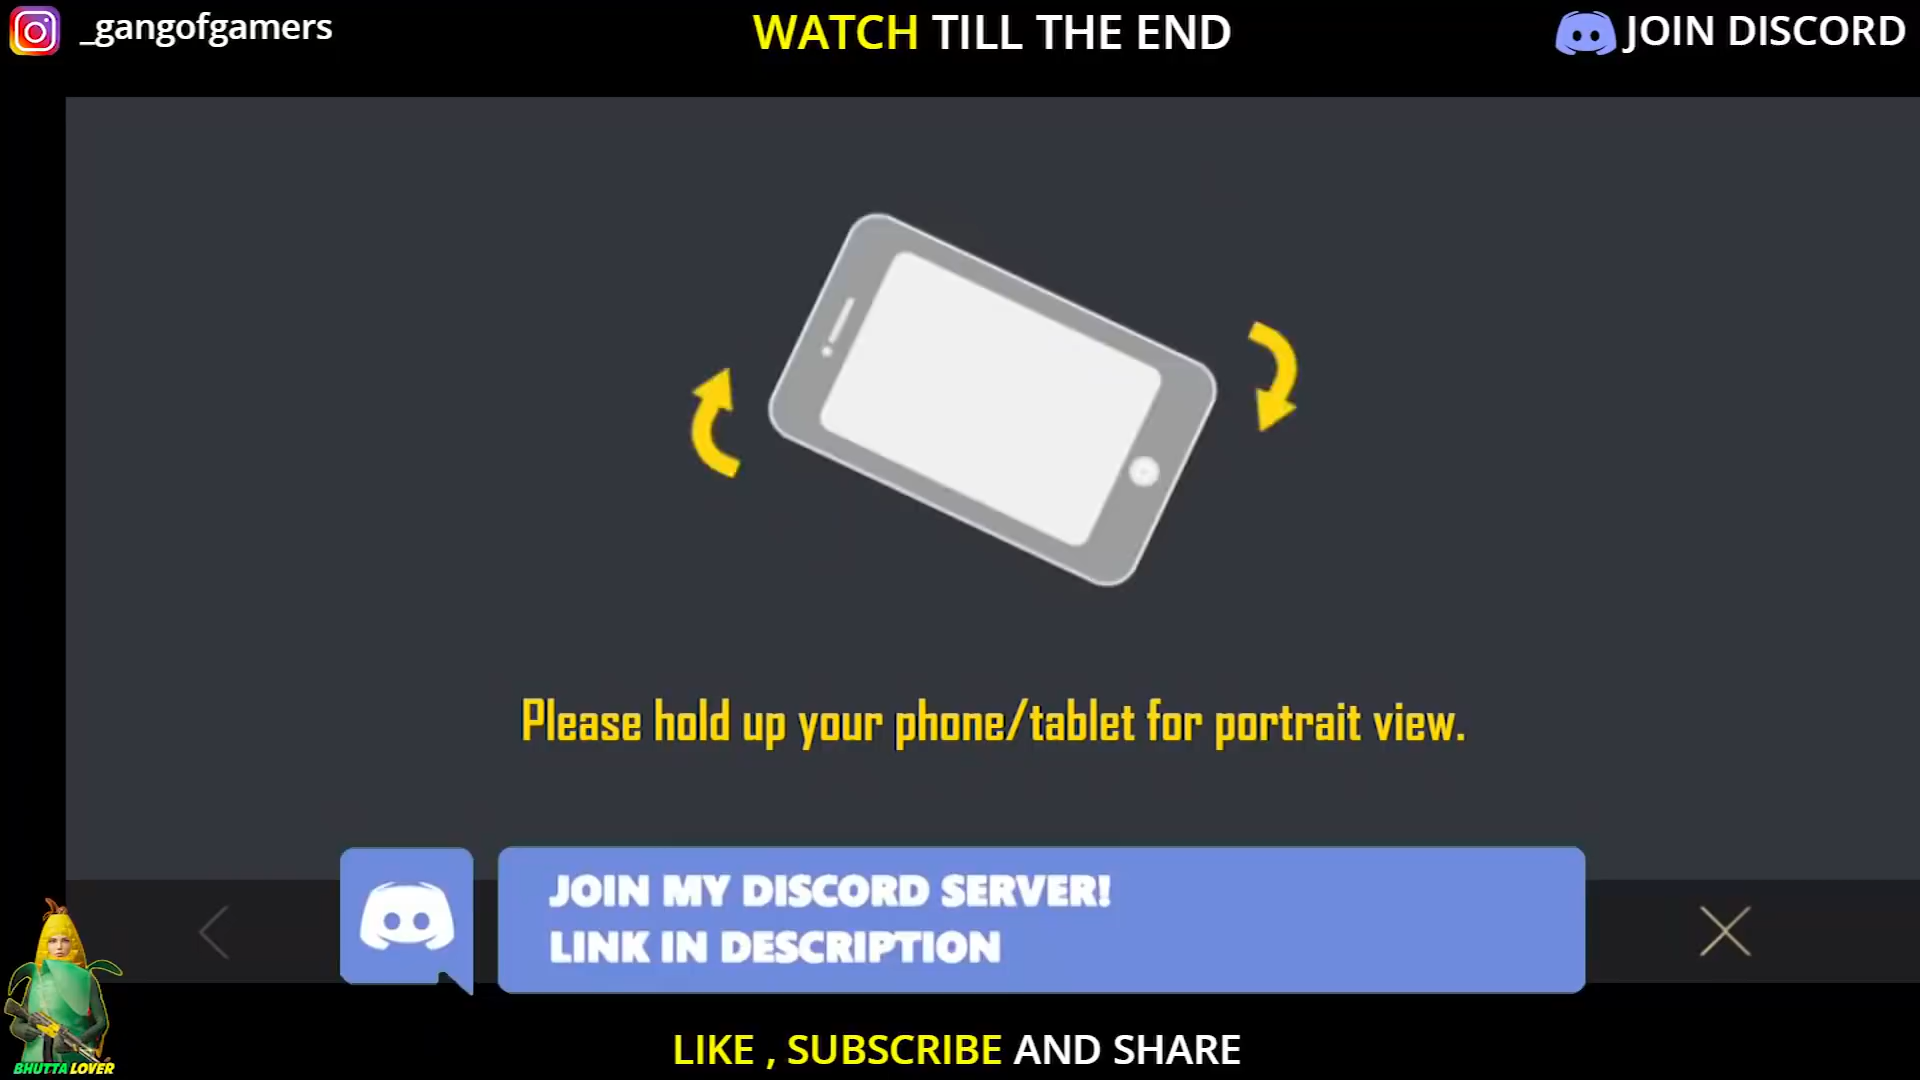 _gangofgamers
WATCH TILL THE END
JOIN DISCORD
Please hold up your phone/tablet for portrait view.
JOIN MY DISCORD SERVER!
LINK IN DESCRIPTION
BHUTTA LOVER
LIKE , SUBSCRIBE AND SHARE